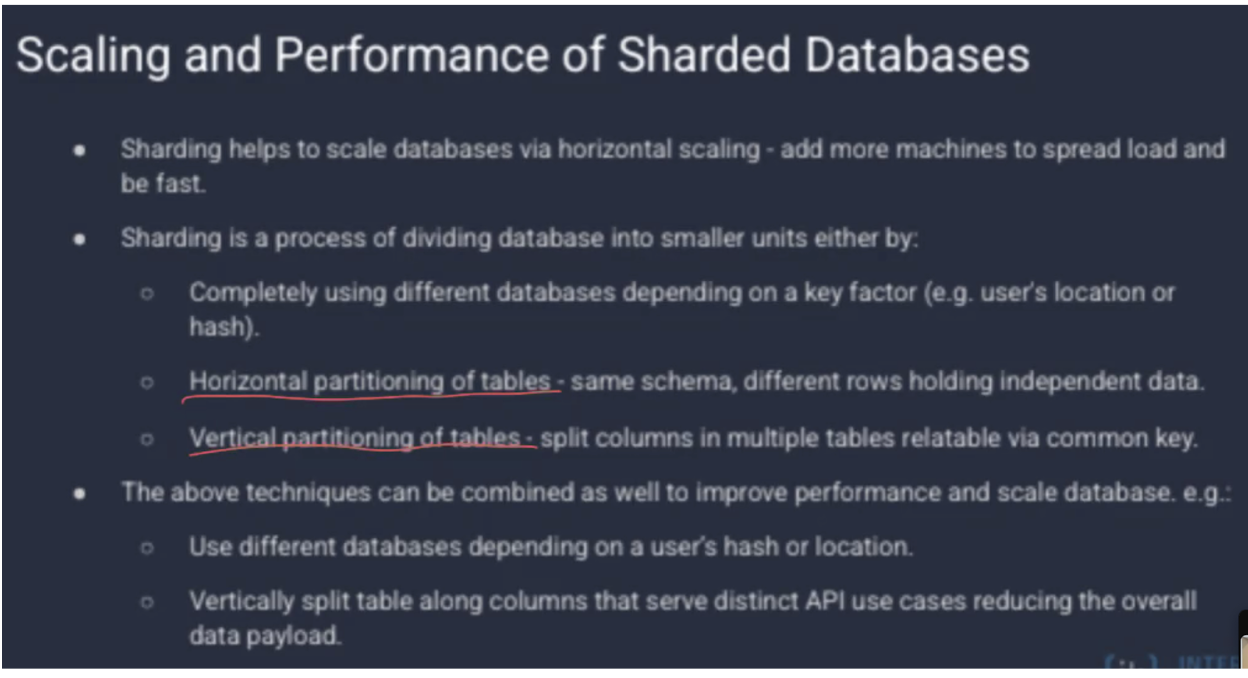 Scaling and Performance of Sharded Databases
● Sharding helps to scale databases via horizontal scaling - add more machines to spread load and
be fast.
● Sharding is a process of dividing database into smaller units either by:
○ Completely using different databases depending on a key factor (e.g. user's location or
hash).
○ Horizontal partitioning of tables - same schema, different rows holding independent data.
○ Vertical partitioning of tables - split columns in multiple tables relatable via common key.
● The above techniques can be combined as well to improve performance and scale database. e.g.:
○ Use different databases depending on a user's hash or location.
○ Vertically split table along columns that serve distinct API use cases reducing the overall
data payload.